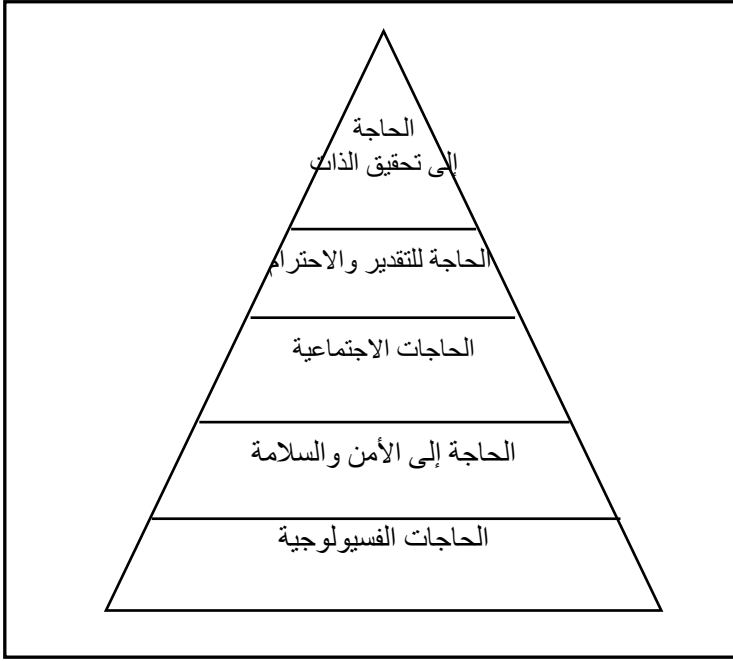 الحاجة
إلى تحقيق الذات
الحاجة للتقدير والاحترام
الحاجات الاجتماعية
الحاجة إلى الأمن والسلامة
الحاجات الفسيولوجية